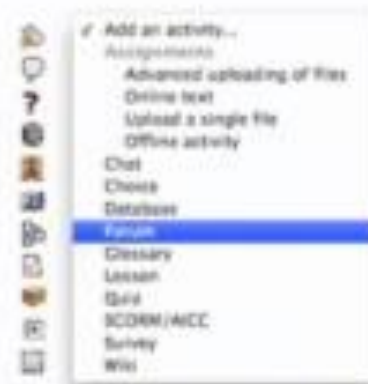 Add an activity...
Assignments
Advanced uploading of files
Online text
Upload a single file
Offline activity
Chat
Choice
Database
Forum
Glossary
Lesson
Quiz
SCORM/AICC
Survey
Wiki